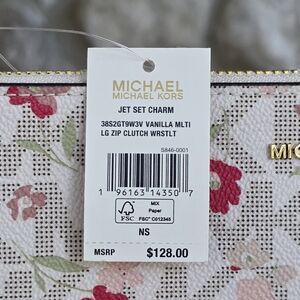 MICHAEL
MICHAEL KORS
JET SET CHARM
38S2GT9W3V VANILLA MLTI
LG ZIP CLUTCH WRSTLT
S846-0001
1 96163 14350 7
FSC
MIX
Paper
FSC® C012345
NS
MSRP $128.00
MIC